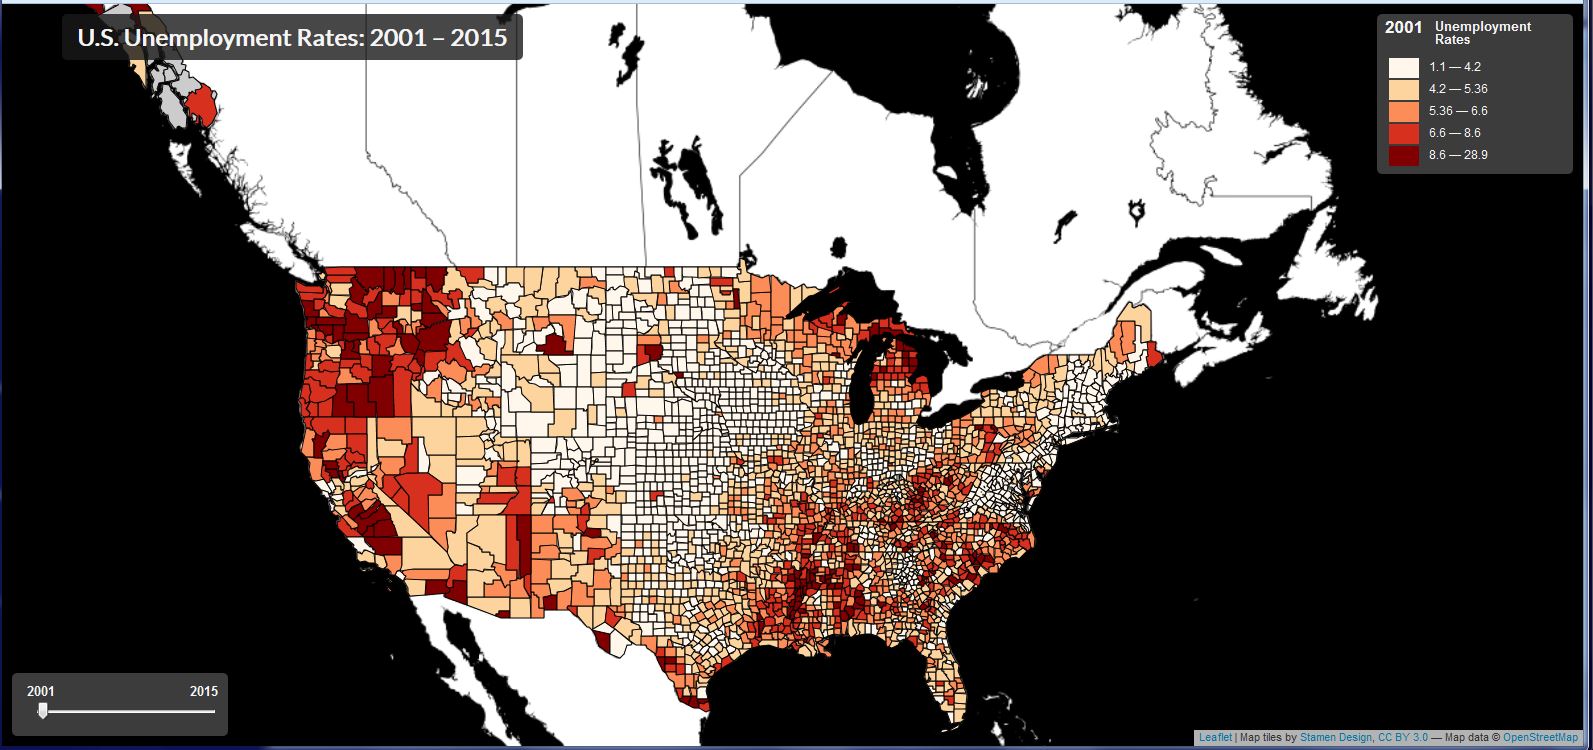 U.S. Unemployment Rates: 2001 – 2015
2001 Unemployment
Rates
1.1 — 4.2
4.2 — 5.36
5.36 — 6.6
6.6 — 8.6
8.6 — 28.9
2001 2015
Leaflet | Map tiles by Stamen Design, CC BY 3.0 — Map data © OpenStreetMap